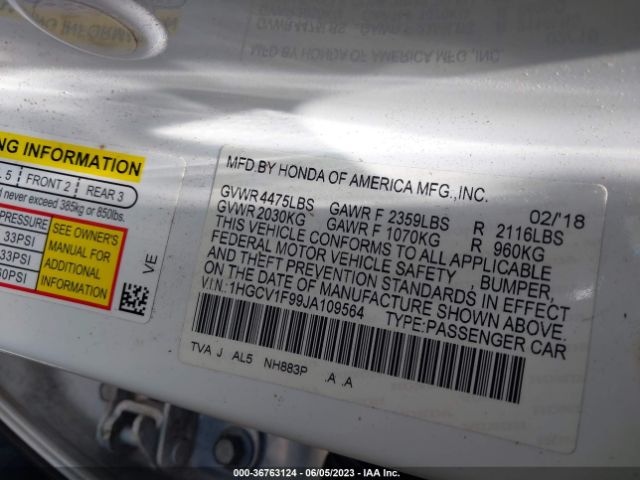 MFD.BY HONDA OF AMERICA MFG.,INC.
02/'18
GVWR 4475LBS GAWR F 2359LBS R 2116LBS
GVWR 2030KG GAWR F 1070KG R 960KG
THIS VEHICLE CONFORMS TO ALL APPLICABLE
FEDERAL MOTOR VEHICLE SAFETY , BUMPER,
AND THEFT PREVENTION STANDARDS IN EFFECT
ON THE DATE OF MANUFACTURE SHOWN ABOVE.
V I N :1HGCV1F99JA109564 TYPE:PASSENGER CAR
TVA J AL5 NH883P .A .A
INFORMATION
5 FRONT 2 REAR 3
never exceed 385kg or 850lbs.
PRESSURE
33PSI
33PSI
60PSI
SEE OWNER'S
MANUAL FOR
ADDITIONAL
INFORMATION
VE
000-36763124 - 06/05/2023 - IAA Inc.